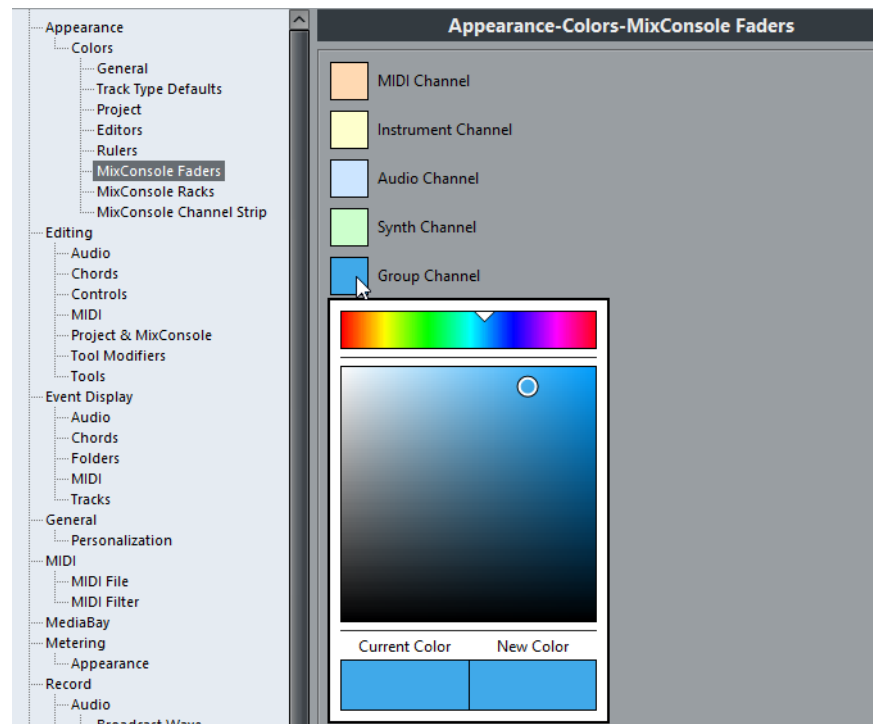 Appearance
Colors
General
Track Type Defaults
Project
Editors
Rulers
MixConsole Faders
MixConsole Racks
MixConsole Channel Strip
Editing
Audio
Chords
Controls
MIDI
Project & MixConsole
Tool Modifiers
Tools
Event Display
Audio
Chords
Folders
MIDI
Tracks
General
Personalization
MIDI
MIDI File
MIDI Filter
MediaBay
Metering
Appearance
Record
Audio
Broadcast Wave
Appearance-Colors-MixConsole Faders
MIDI Channel
Instrument Channel
Audio Channel
Synth Channel
Group Channel
Current Color New Color